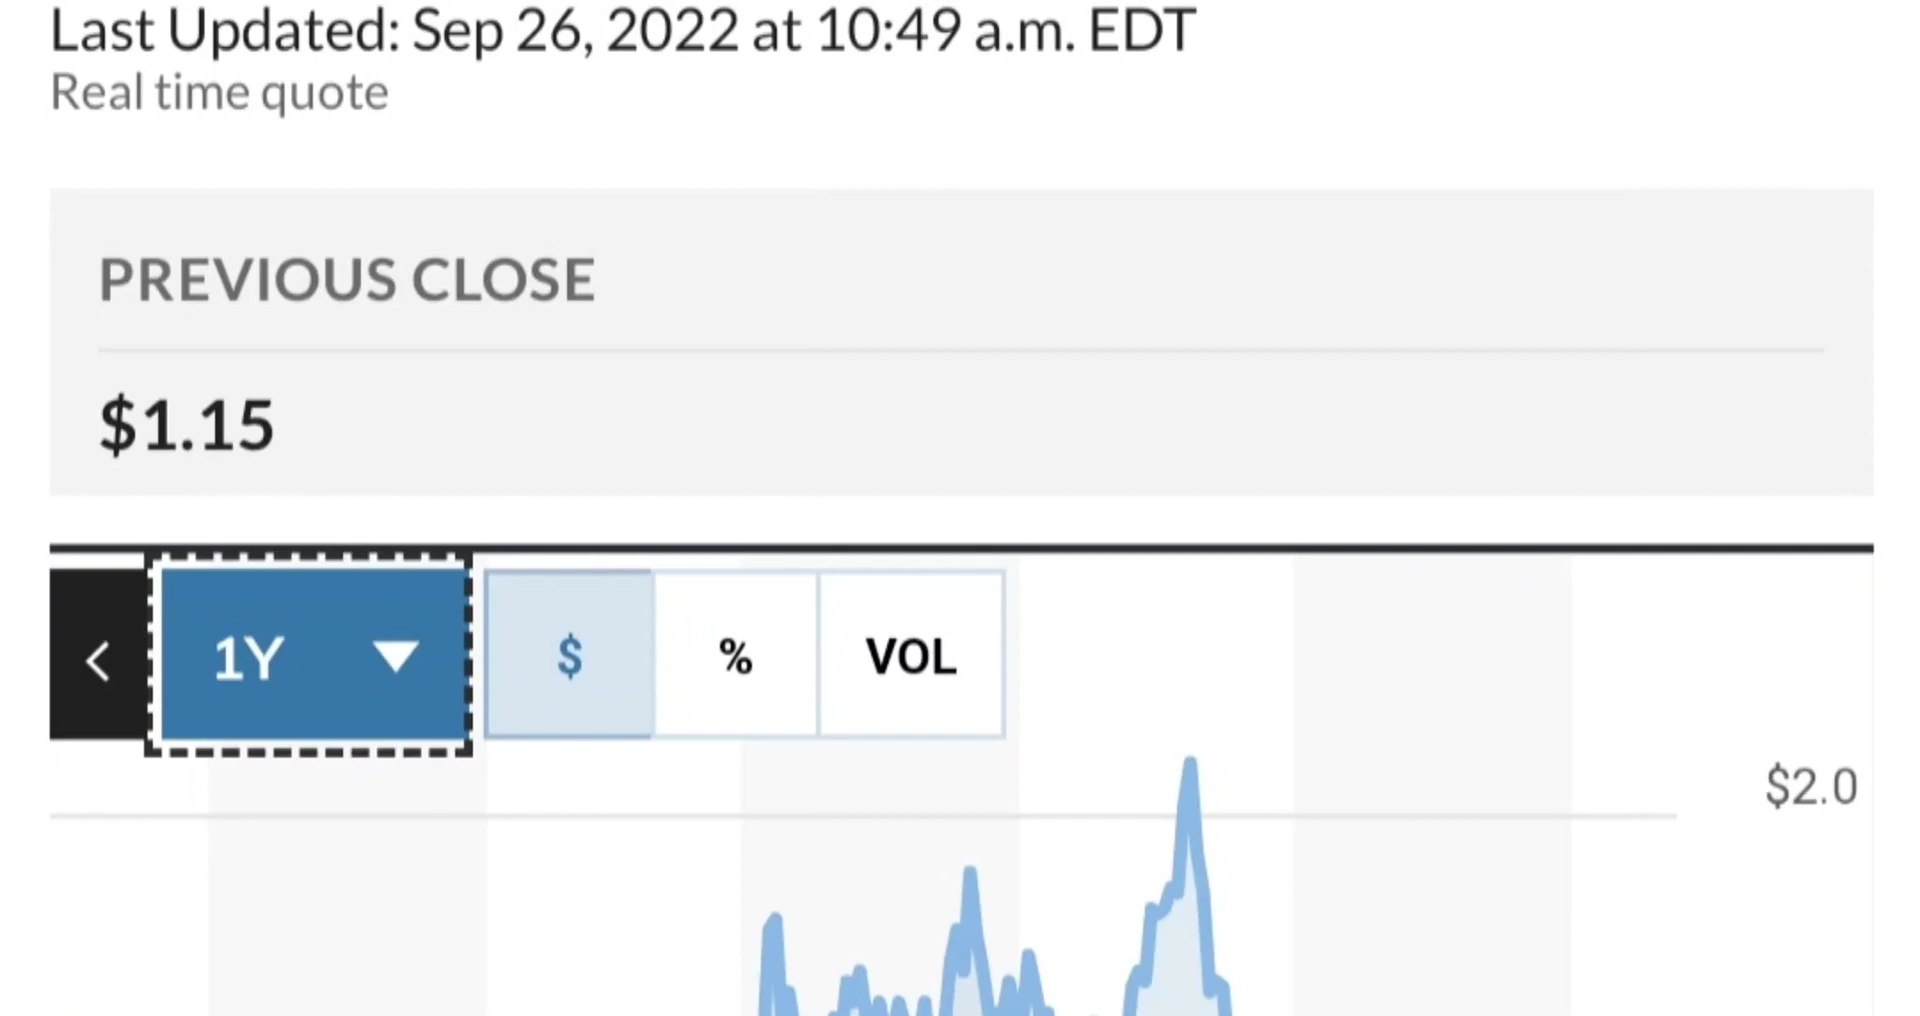 Last Updated: Sep 26, 2022 at 10:49 a.m. EDT
Real time quote
PREVIOUS CLOSE
$1.15
1Y
$ % VOL
$2.0